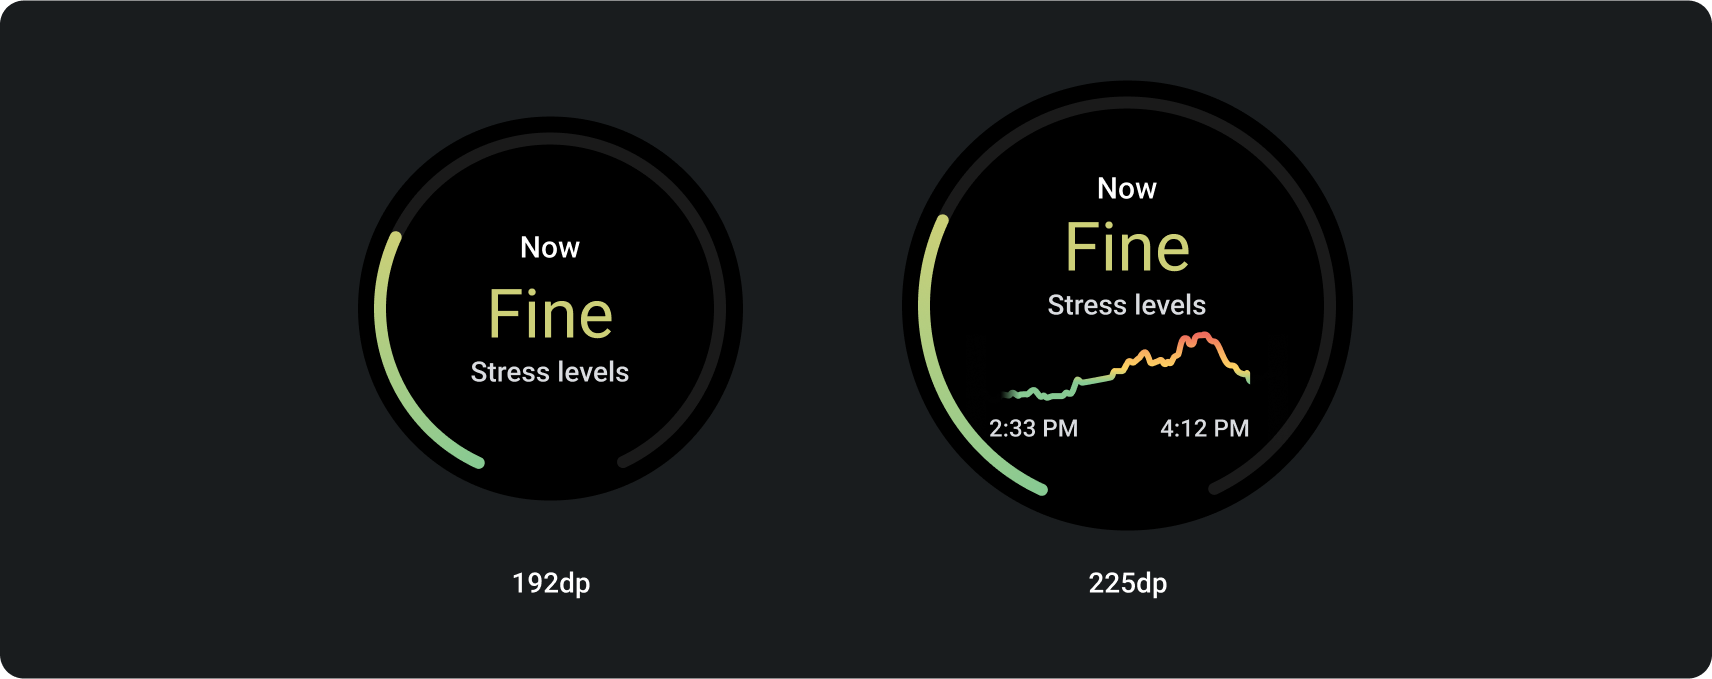 Now
Fine
Stress levels
192dp
Now
Fine
Stress levels
2:33 PM 4:12 PM
225dp